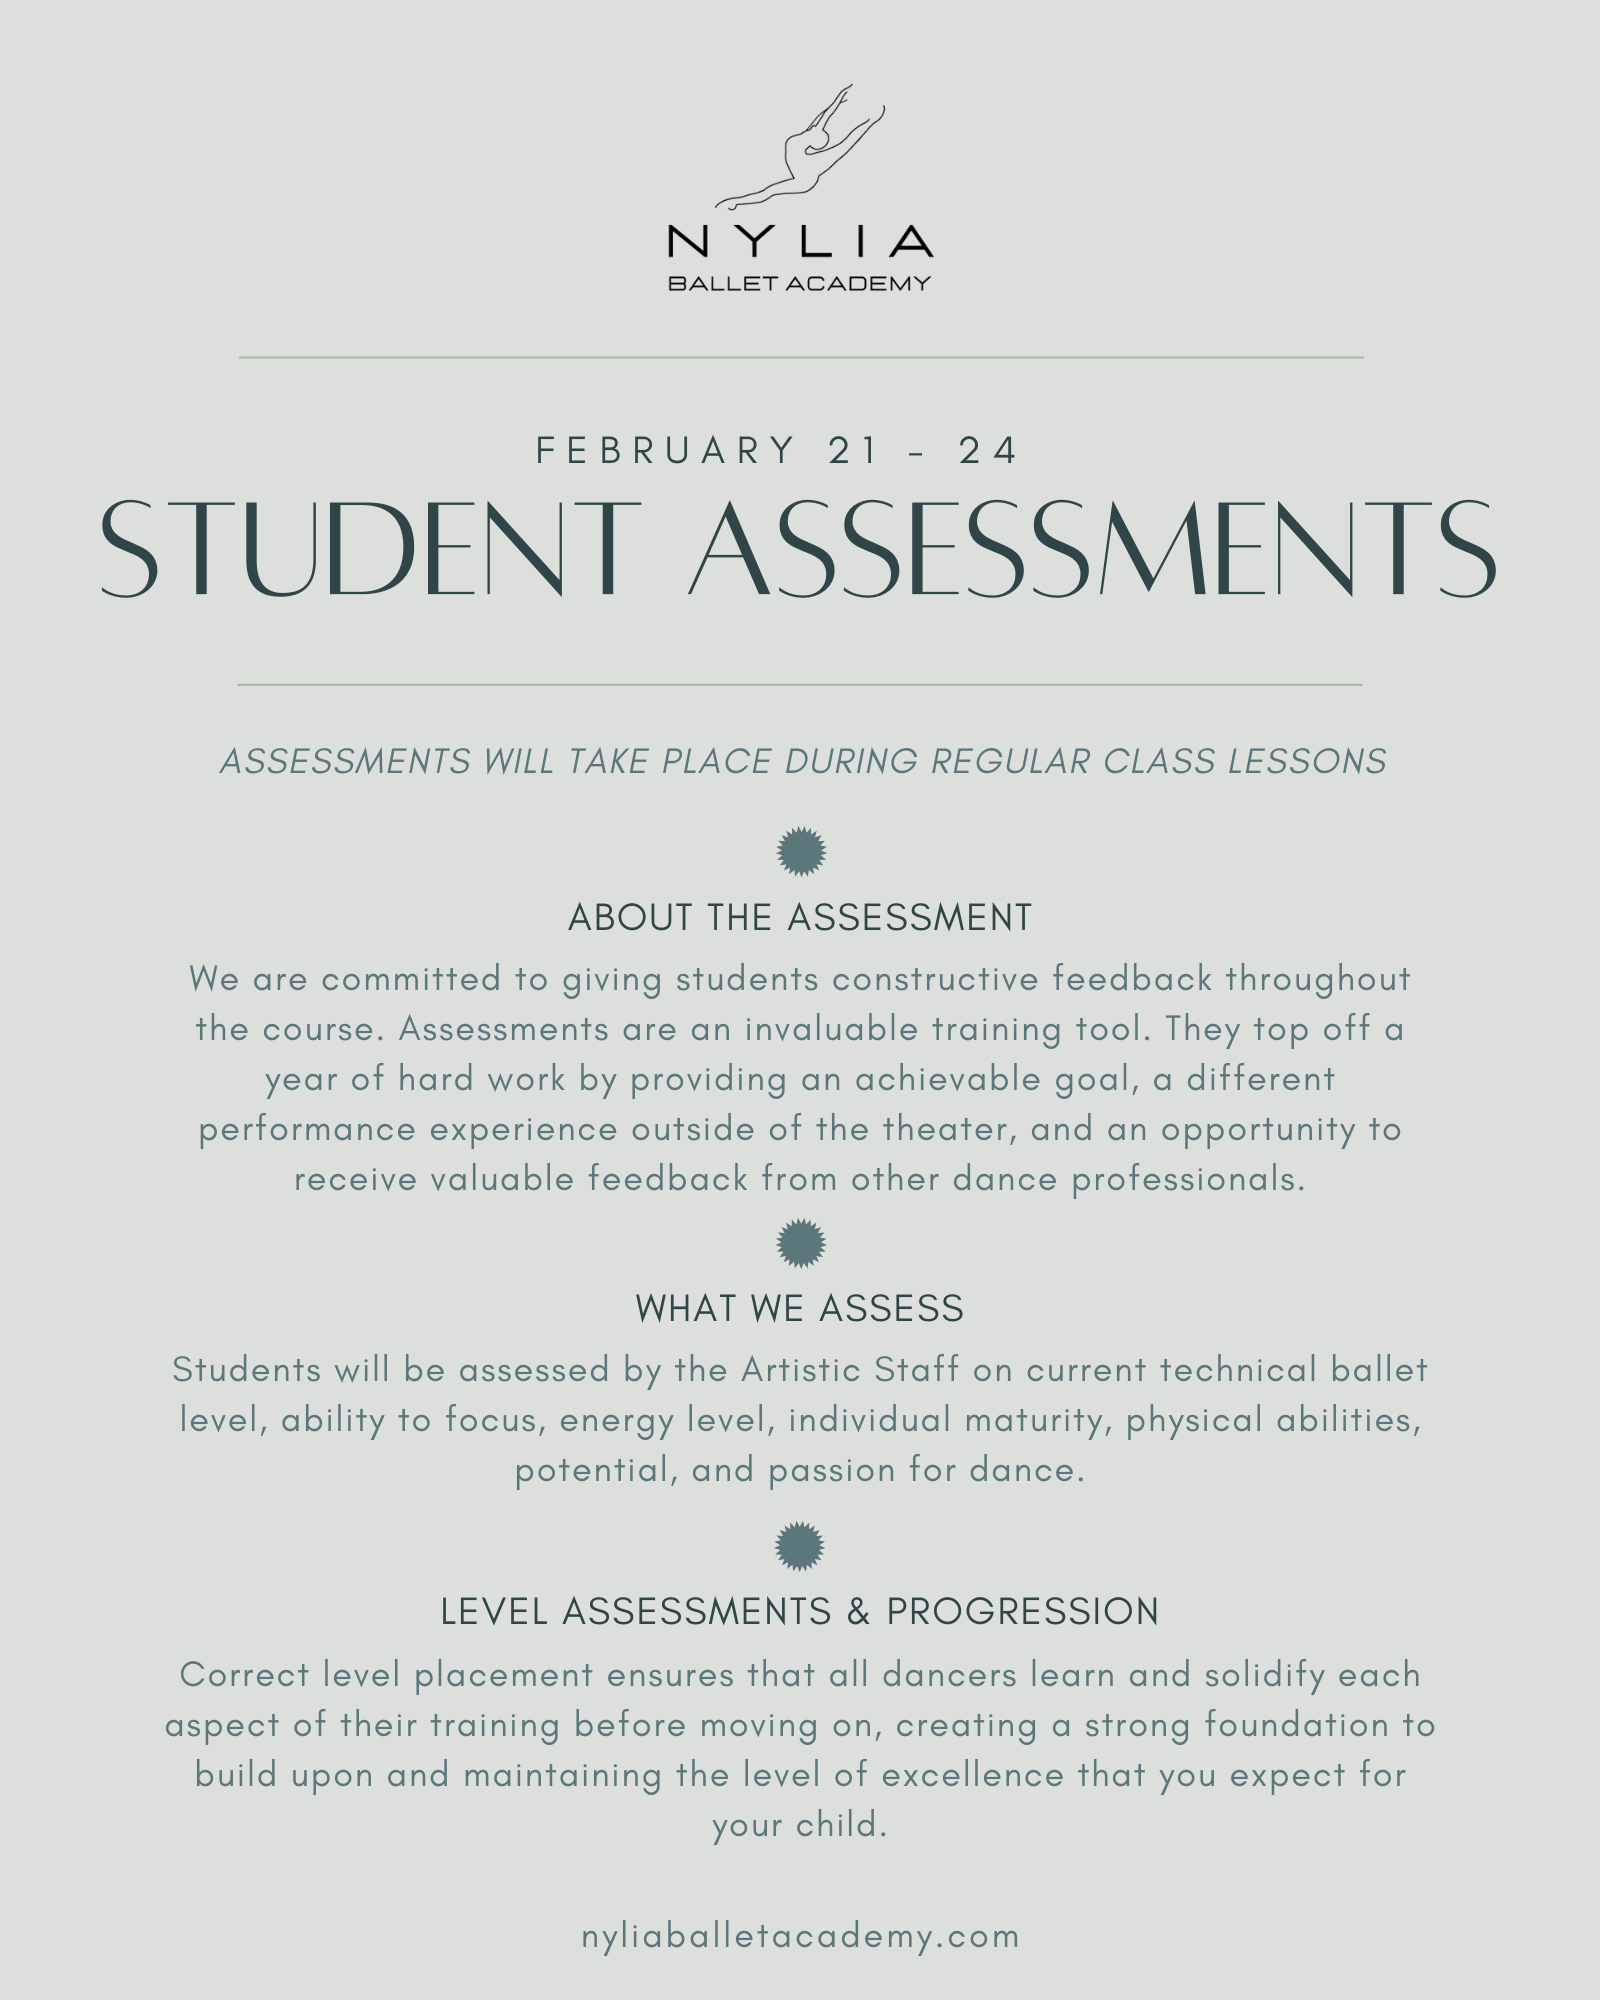 NYLIA
BALLET ACADEMY
FEBRUARY 21 - 24
STUDENT ASSESSMENTS
ASSESSMENTS WILL TAKE PLACE DURING REGULAR CLASS LESSONS
ABOUT THE ASSESSMENT
We are committed to giving students constructive feedback throughout
the course. Assessments are an invaluable training tool. They top off a
year of hard work by providing an achievable goal, a different
performance experience outside of the theater, and an opportunity to
receive valuable feedback from other dance professionals.
WHAT WE ASSESS
Students will be assessed by the Artistic Staff on current technical ballet
level, ability to focus, energy level, individual maturity, physical abilities,
potential, and passion for dance.
LEVEL ASSESSMENTS & PROGRESSION
Correct level placement ensures that all dancers learn and solidify each
aspect of their training before moving on, creating a strong foundation to
build upon and maintaining the level of excellence that you expect for
your child.
nyliaballetacademy.com